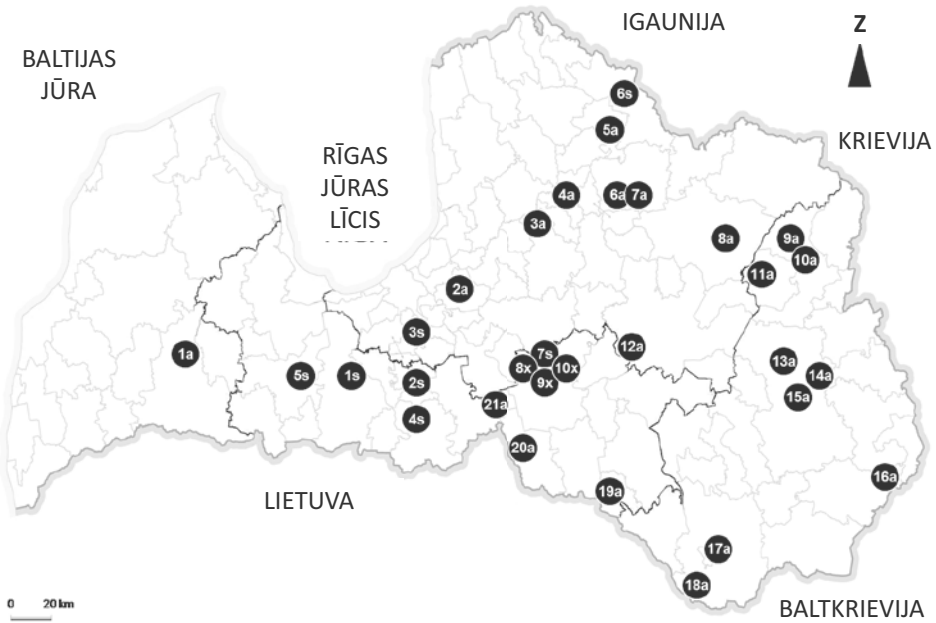 IGAUNIJA
Z
BALTIJAS
JŪRA
6s
5a
KRIEVIJA
RĪGAS
JŪRAS
LĪCIS
4a
6a
7a
3a
8a
9a
10a
11a
2a
3s
1a
7s
12a
8x
10x
13a
5s
1s
2s
9x
14a
15a
21a
4s
20a
16a
19a
LIETUVA
17a
18a
0 20 km
BALTKRIEVIJA